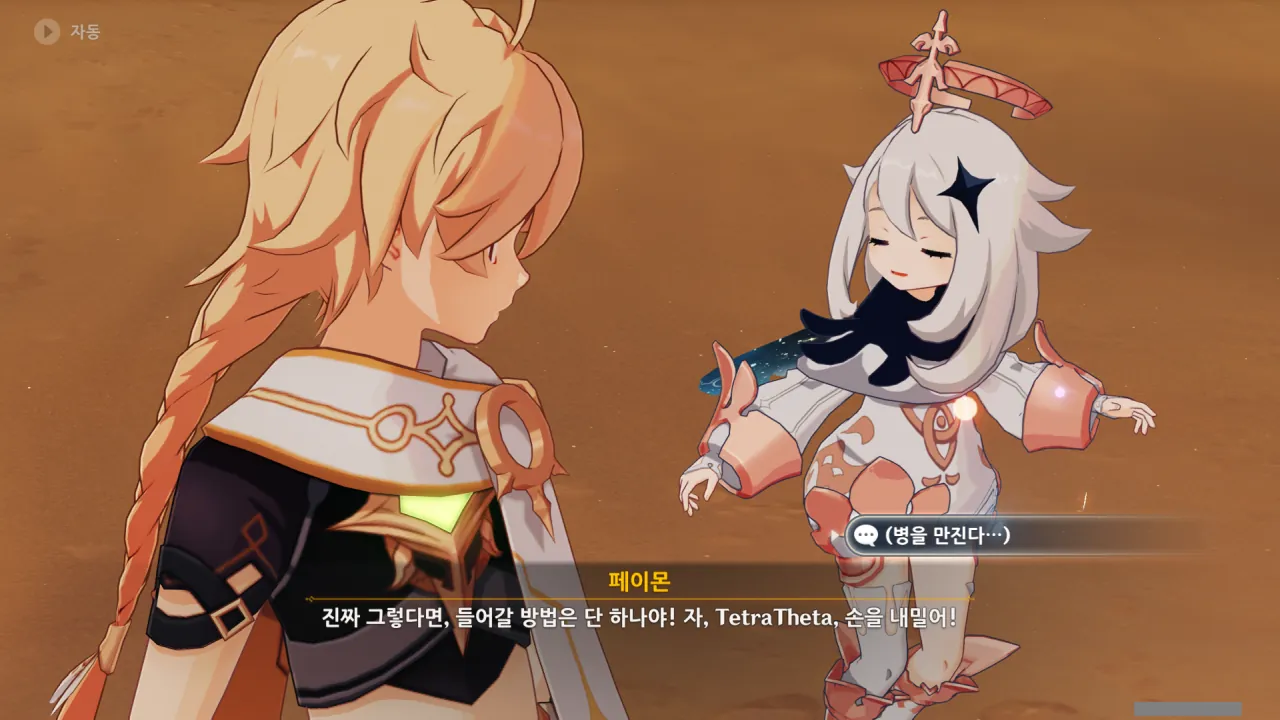 자동
(병을 만진다…)
페이몬
진짜 그렇다면, 들어갈 방법은 단 하나야! 자, TetraTheta, 손을 내밀어!